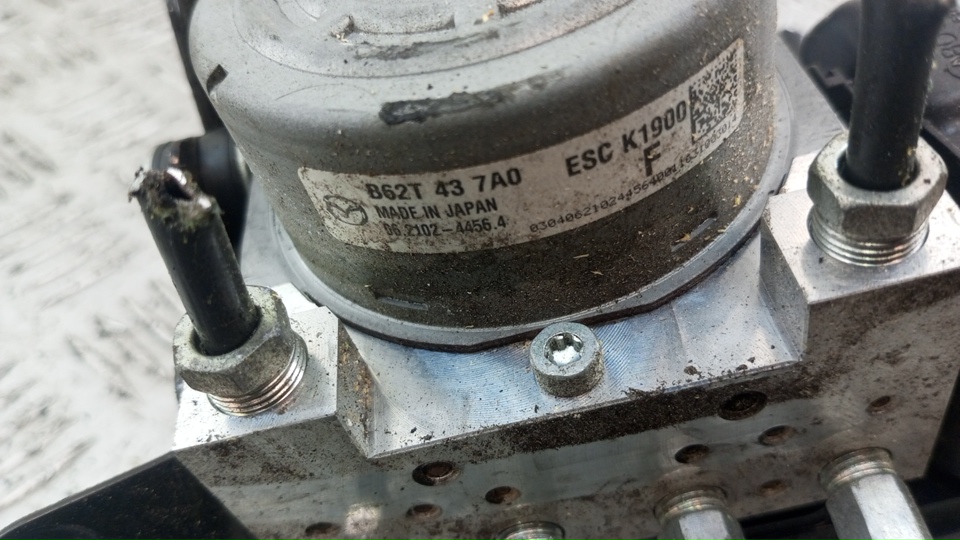 B62T 43 7A0
ESC K1900
F
MADE IN JAPAN
06.2102-4456.4